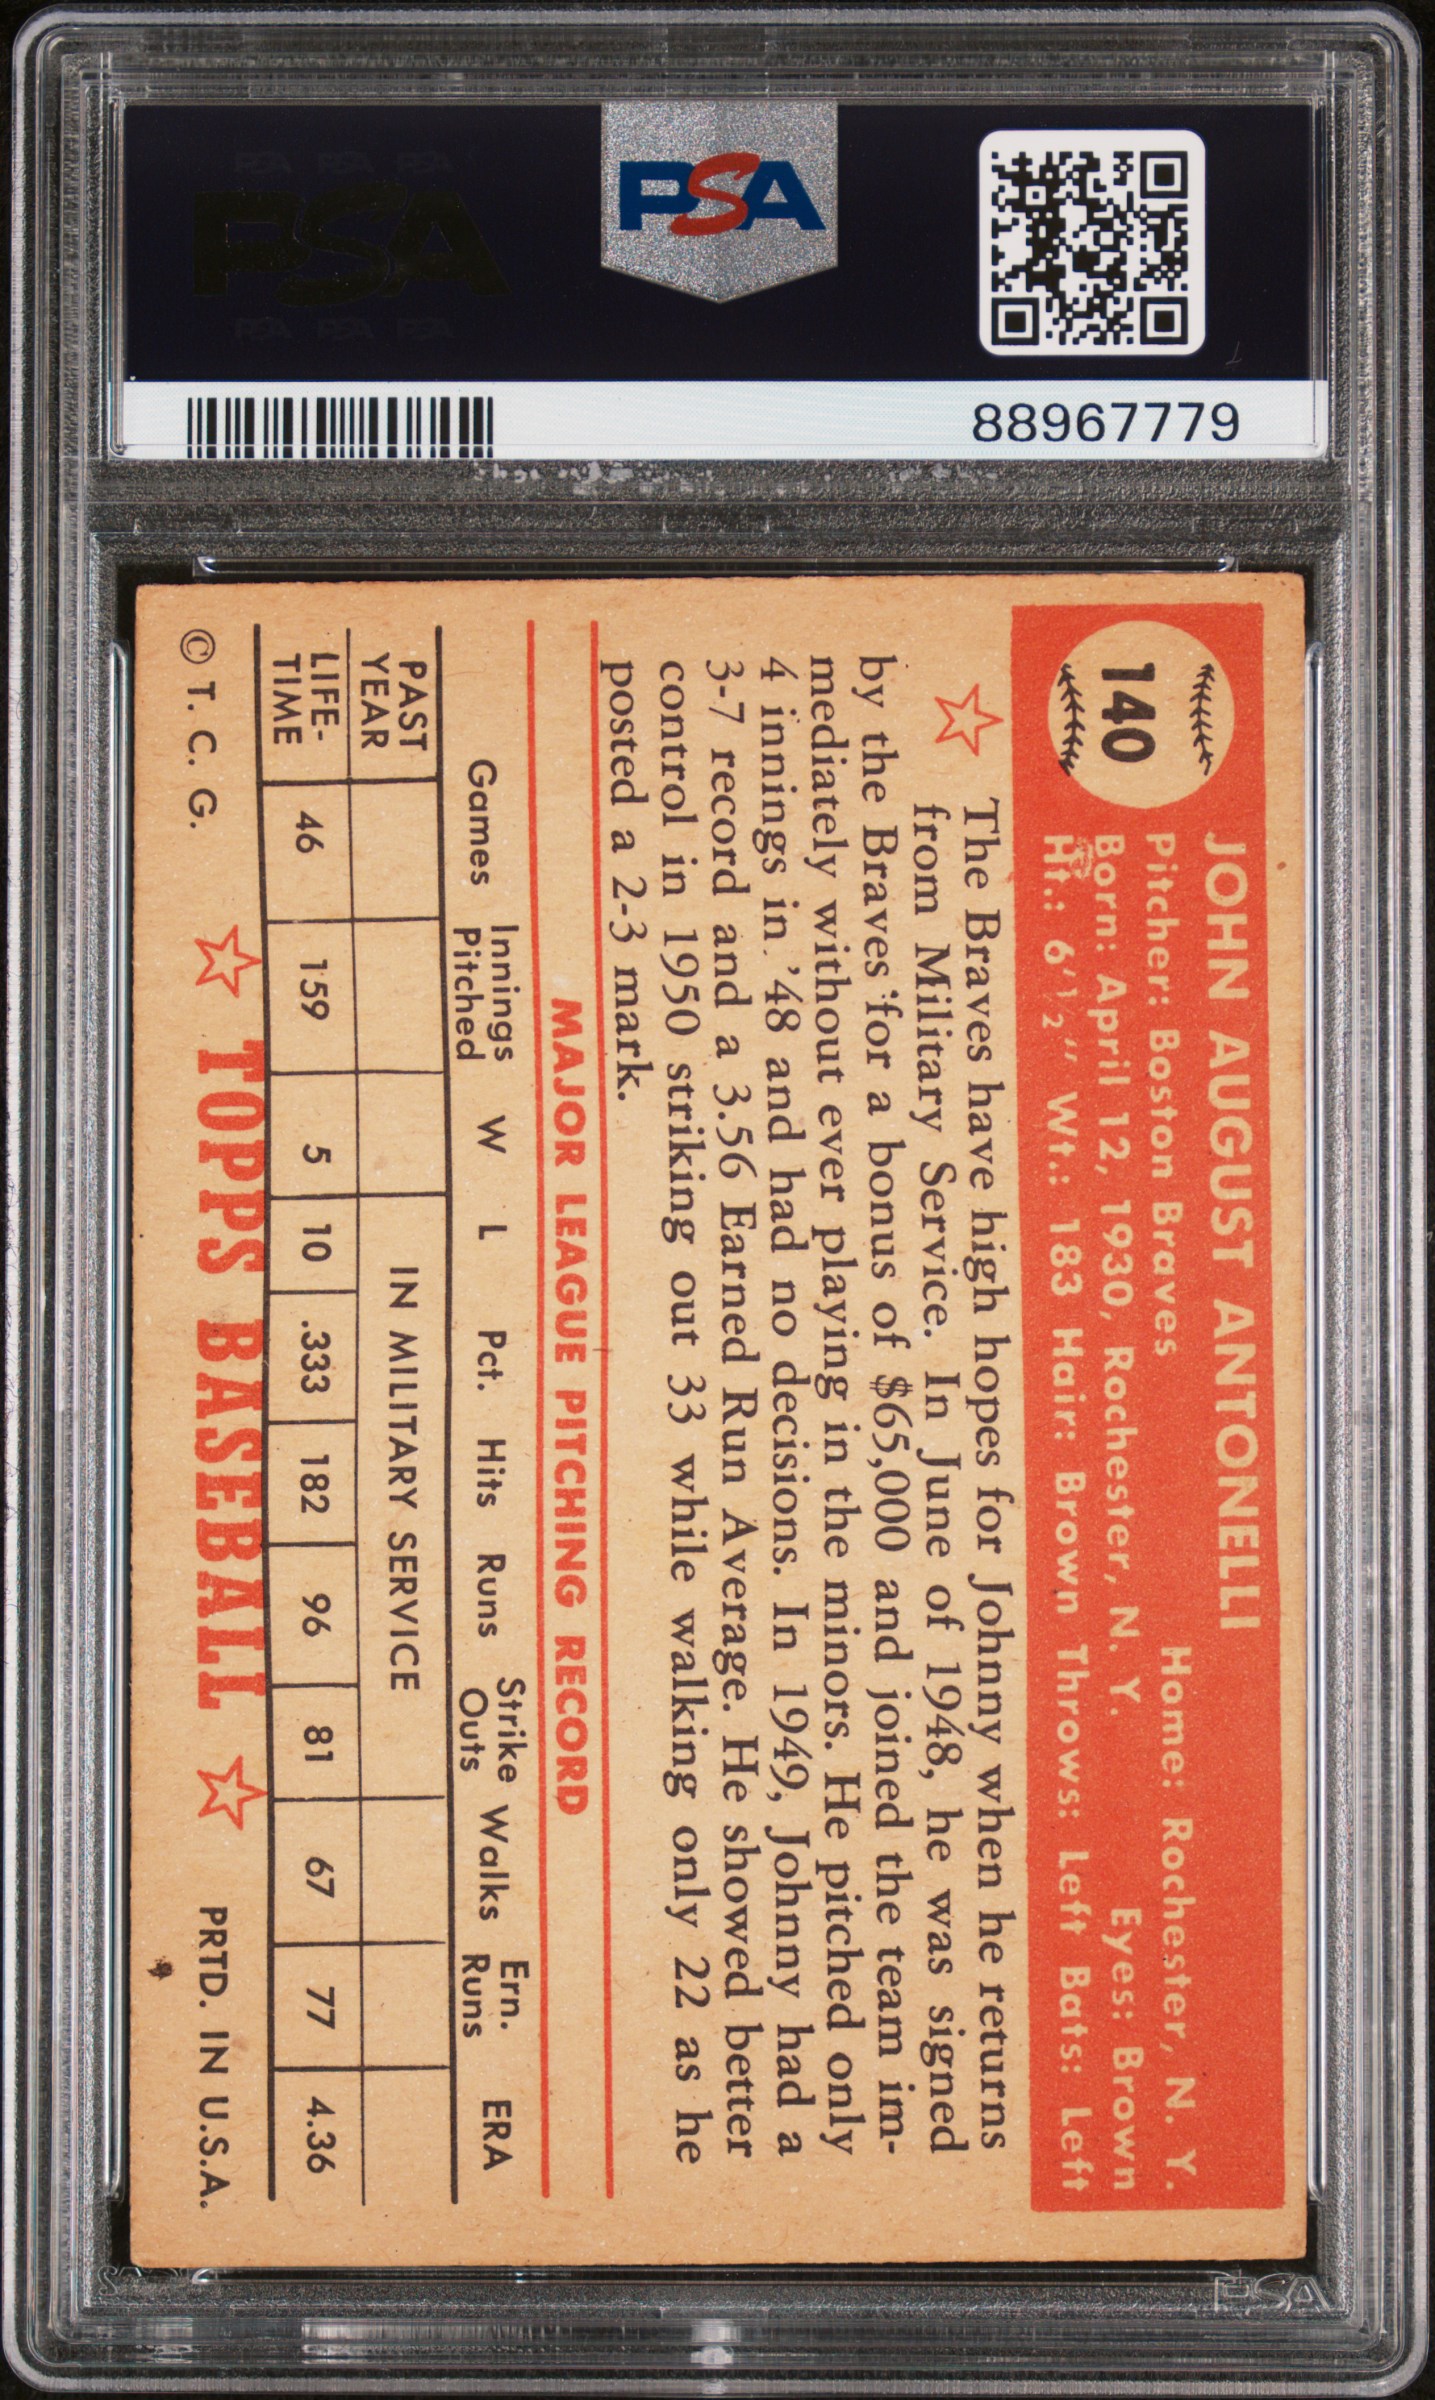 PSA
PSA PSA PSA
PSA
PSA PSA PSA
88967779
140
JOHN AUGUST ANTONELLI
Pitcher: Boston Braves Home: Rochester, N. Y.
Born: April 12, 1930, Rochester, N. Y. Eyes: Brown
Ht.: 6'½" Wt.: 183 Hair: Brown Throws: Left Bats: Left
The Braves have high hopes for Johnny when he returns
from Military Service. In June of 1948, he was signed
by the Braves for a bonus of $65,000 and joined the team im-
mediately without ever playing in the minors. He pitched only
4 innings in '48 and had no decisions. In 1949, Johnny had a
3-7 record and a 3.56 Earned Run Average. He showed better
control in 1950 striking out 33 while walking only 22 as he
posted a 2-3 mark.
MAJOR LEAGUE PITCHING RECORD
Games Innings Pitched W L Pct. Hits Runs Strike Outs Walks Ern. Runs ERA
PAST YEAR IN MILITARY SERVICE
LIFE-TIME 46 159 5 10 .333 182 96 81 67 77 4.36
© T. C. G. TOPPS BASEBALL PRTD. IN U.S.A.
PSA